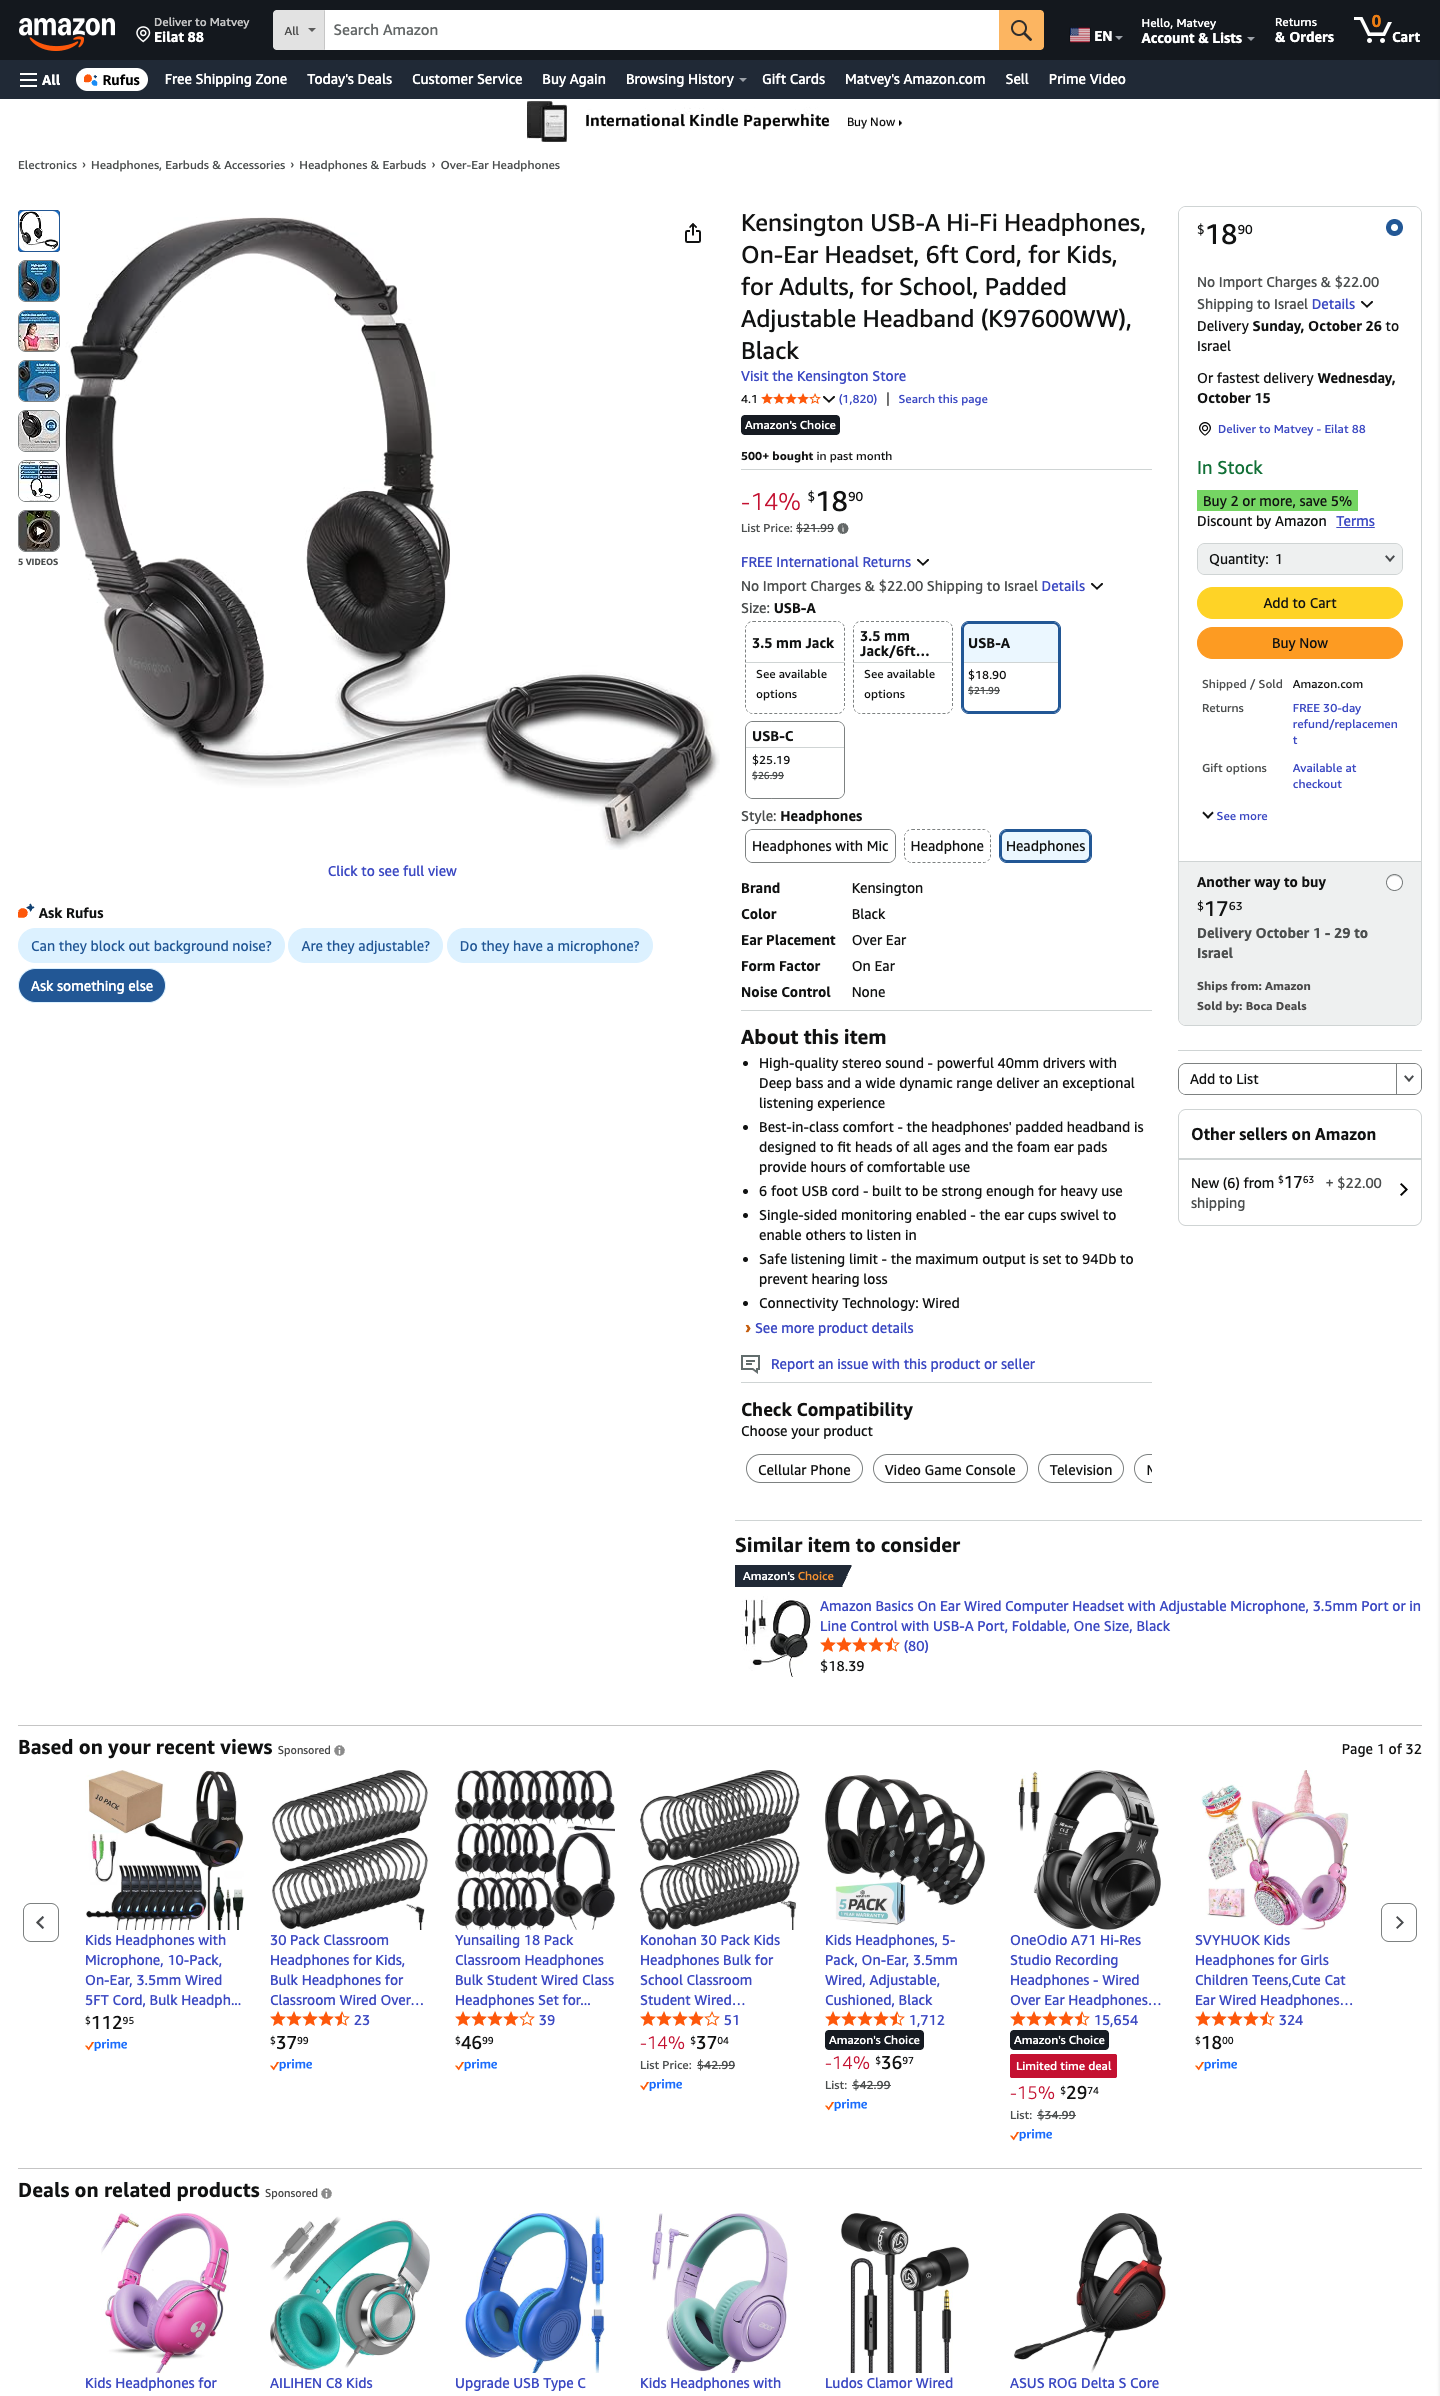 amazon
Deliver to Matvey
Eilat 88
All
Search Amazon
EN
Hello, Matvey
Account & Lists
Returns
& Orders
0
Cart
All
Rufus
Free Shipping Zone
Today's Deals
Customer Service
Buy Again
Browsing History
Gift Cards
Matvey's Amazon.com
Sell
Prime Video
International Kindle Paperwhite
Buy Now
Electronics › Headphones, Earbuds & Accessories › Headphones & Earbuds › Over-Ear Headphones
5 VIDEOS
Kensington
Click to see full view
Ask Rufus
Can they block out background noise?
Are they adjustable?
Do they have a microphone?
Ask something else
Kensington USB-A Hi-Fi Headphones,
On-Ear Headset, 6ft Cord, for Kids,
for Adults, for School, Padded
Adjustable Headband (K97600WW),
Black
Visit the Kensington Store
4.1 (1,820) | Search this page
Amazon's Choice
500+ bought in past month
-14% $1890
List Price: $21.99
FREE International Returns
No Import Charges & $22.00 Shipping to Israel Details
Size: USB-A
3.5 mm Jack
See available
options
3.5 mm
Jack/6ft...
See available
options
USB-A
$18.90
$21.99
USB-C
$25.19
$26.99
Style: Headphones
Headphones with Mic
Headphone
Headphones
Brand Kensington
Color Black
Ear Placement Over Ear
Form Factor On Ear
Noise Control None
About this item
• High-quality stereo sound - powerful 40mm drivers with
Deep bass and a wide dynamic range deliver an exceptional
listening experience
• Best-in-class comfort - the headphones' padded headband is
designed to fit heads of all ages and the foam ear pads
provide hours of comfortable use
• 6 foot USB cord - built to be strong enough for heavy use
• Single-sided monitoring enabled - the ear cups swivel to
enable others to listen in
• Safe listening limit - the maximum output is set to 94Db to
prevent hearing loss
• Connectivity Technology: Wired
› See more product details
Report an issue with this product or seller
Check Compatibility
Choose your product
Cellular Phone
Video Game Console
Television
$1890
No Import Charges & $22.00
Shipping to Israel Details
Delivery Sunday, October 26 to
Israel
Or fastest delivery Wednesday,
October 15
Deliver to Matvey - Eilat 88
In Stock
Buy 2 or more, save 5%
Discount by Amazon Terms
Quantity: 1
Add to Cart
Buy Now
Shipped / Sold Amazon.com
Returns FREE 30-day
refund/replacemen
t
Gift options Available at
checkout
See more
Another way to buy
$1763
Delivery October 1 - 29 to
Israel
Ships from: Amazon
Sold by: Boca Deals
Add to List
Other sellers on Amazon
New (6) from $1763 + $22.00
shipping
Similar item to consider
Amazon's Choice
Amazon Basics On Ear Wired Computer Headset with Adjustable Microphone, 3.5mm Port or in
Line Control with USB-A Port, Foldable, One Size, Black
(80)
$18.39
Based on your recent views Sponsored
Page 1 of 32
10 PACK
Kids Headphones with
Microphone, 10-Pack,
On-Ear, 3.5mm Wired
5FT Cord, Bulk Headph...
$11295
prime
30 Pack Classroom
Headphones for Kids,
Bulk Headphones for
Classroom Wired Over...
23
$3799
prime
Yunsailing 18 Pack
Classroom Headphones
Bulk Student Wired Class
Headphones Set for...
39
$4699
prime
Konohan 30 Pack Kids
Headphones Bulk for
School Classroom
Student Wired...
51
-14% $3704
List Price: $42.99
prime
5 PACK
Kids Headphones, 5-
Pack, On-Ear, 3.5mm
Wired, Adjustable,
Cushioned, Black
1,712
Amazon's Choice
-14% $3697
List: $42.99
prime
OneOdio A71 Hi-Res
Studio Recording
Headphones - Wired
Over Ear Headphones...
15,654
Amazon's Choice
Limited time deal
-15% $2974
List: $34.99
prime
SVYHUOK Kids
Headphones for Girls
Children Teens,Cute Cat
Ear Wired Headphones...
324
$1800
prime
Deals on related products Sponsored
Kids Headphones for
AILIHEN C8 Kids
Upgrade USB Type C
Kids Headphones with
Ludos Clamor Wired
ASUS ROG Delta S Core